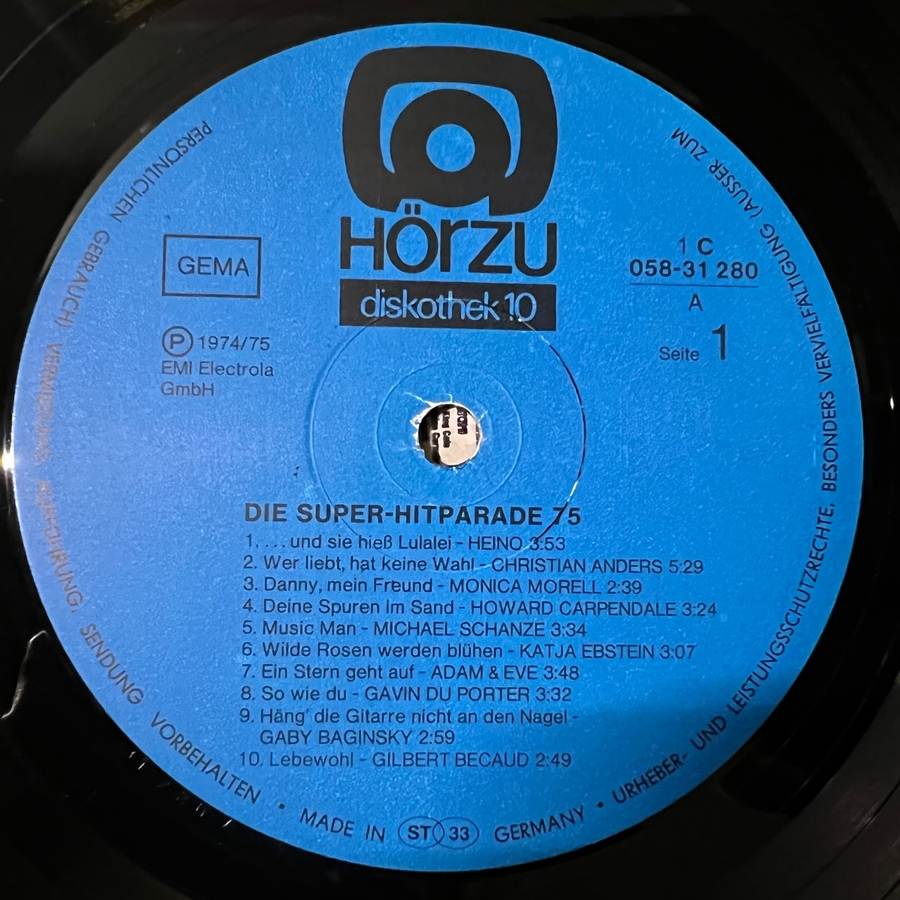 HÖRZU
diskothek 10
GEMA
1 C
058-31 280
A
Seite 1
Ⓟ 1974/75
EMI Electrola
GmbH
DIE SUPER-HITPARADE 75
1. ...und sie hieß Lulalei - HEINO 3:53
2. Wer liebt, hat keine Wahl - CHRISTIAN ANDERS 5:29
3. Danny, mein Freund - MONICA MORELL 2:39
4. Deine Spuren im Sand - HOWARD CARPENDALE 3:24
5. Music Man - MICHAEL SCHANZE 3:34
6. Wilde Rosen werden blühen - KATJA EBSTEIN 3:07
7. Ein Stern geht auf - ADAM & EVE 3:48
8. So wie du - GAVIN DU PORTER 3:32
9. Häng' die Gitarre nicht an den Nagel -
GABY BAGINSKY 2:59
10. Lebewohl - GILBERT BECAUD 2:49
MADE IN ST 33 GERMANY • URHEBER- UND LEISTUNGSSCHUTZRECHTE, BESONDERS VERVIELFÄLTIGUNG (AUSSER ZUM
PERSÖNLICHEN GEBRAUCH) AUFFÜHRUNG, SENDUNG VORBEHALTEN •